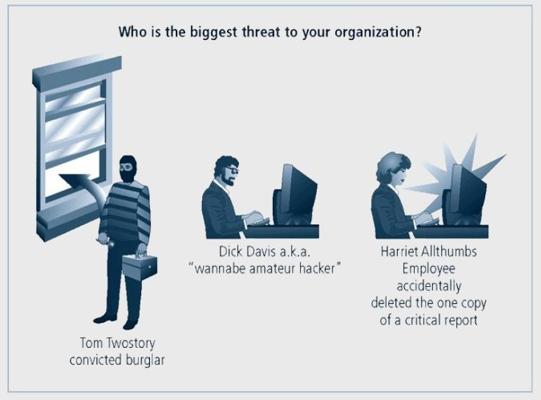 Who is the biggest threat to your organization?
Dick Davis a.k.a.
“wannabe amateur hacker”
Harriet Allthumbs
Employee
accidentally
deleted the one copy
of a critical report
Tom Twostory
convicted burglar